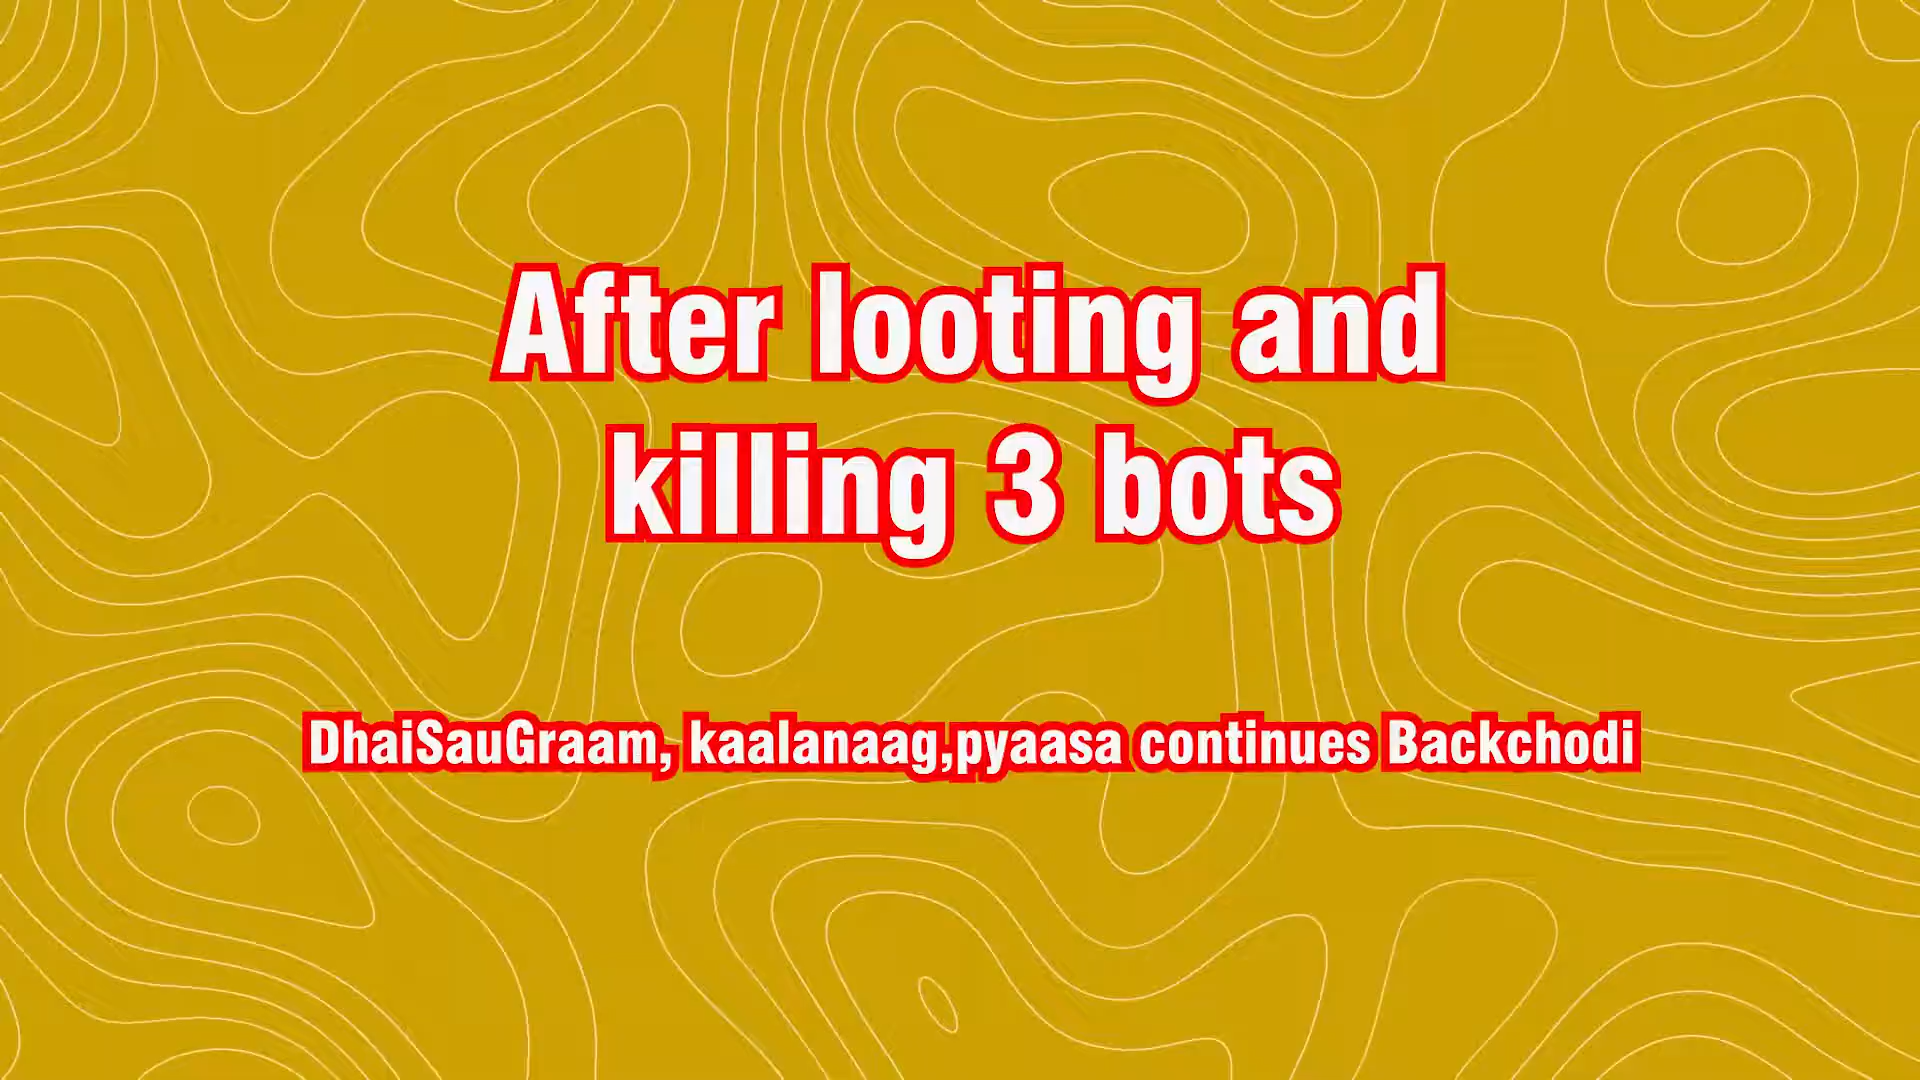 After looting and
killing 3 bots
DhaiSauGraam, kaalanaag,pyaasa continues Backchodi